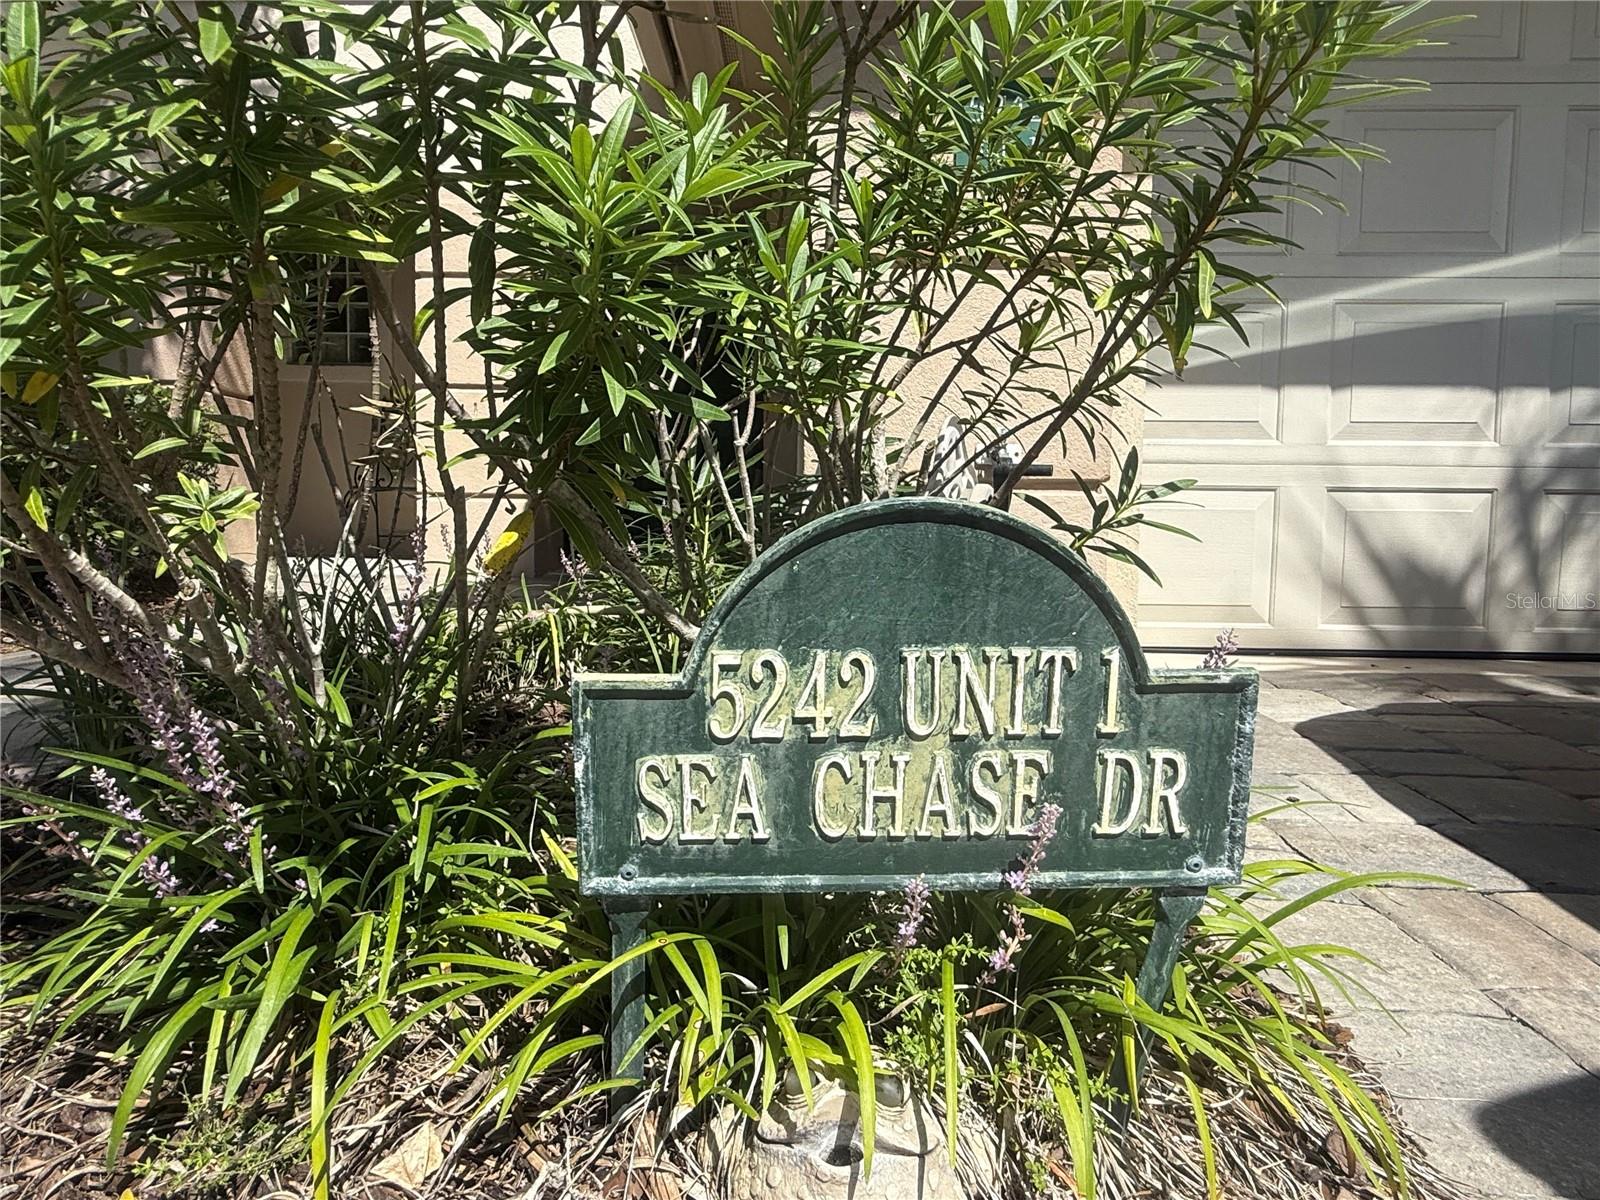 StellarMLS
5242 UNIT 1
SEA CHASE DR